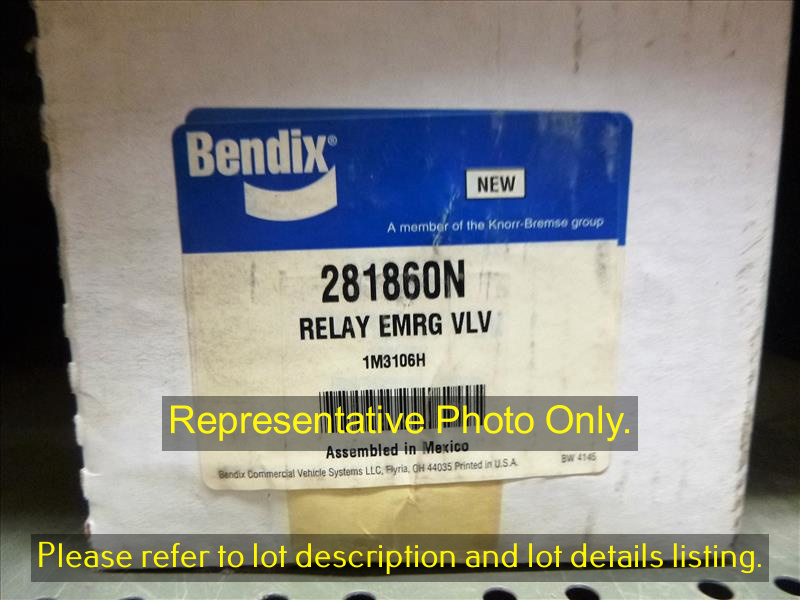 Bendix®
NEW
A member of the Knorr-Bremse group
281860N
RELAY EMRG VLV
1M3106H
Representative Photo Only.
Assembled in Mexico
Bendix Commercial Vehicle Systems LLC, Elyria, OH 44035 Printed in U.S.A.
BW 4145
Please refer to lot description and lot details listing.